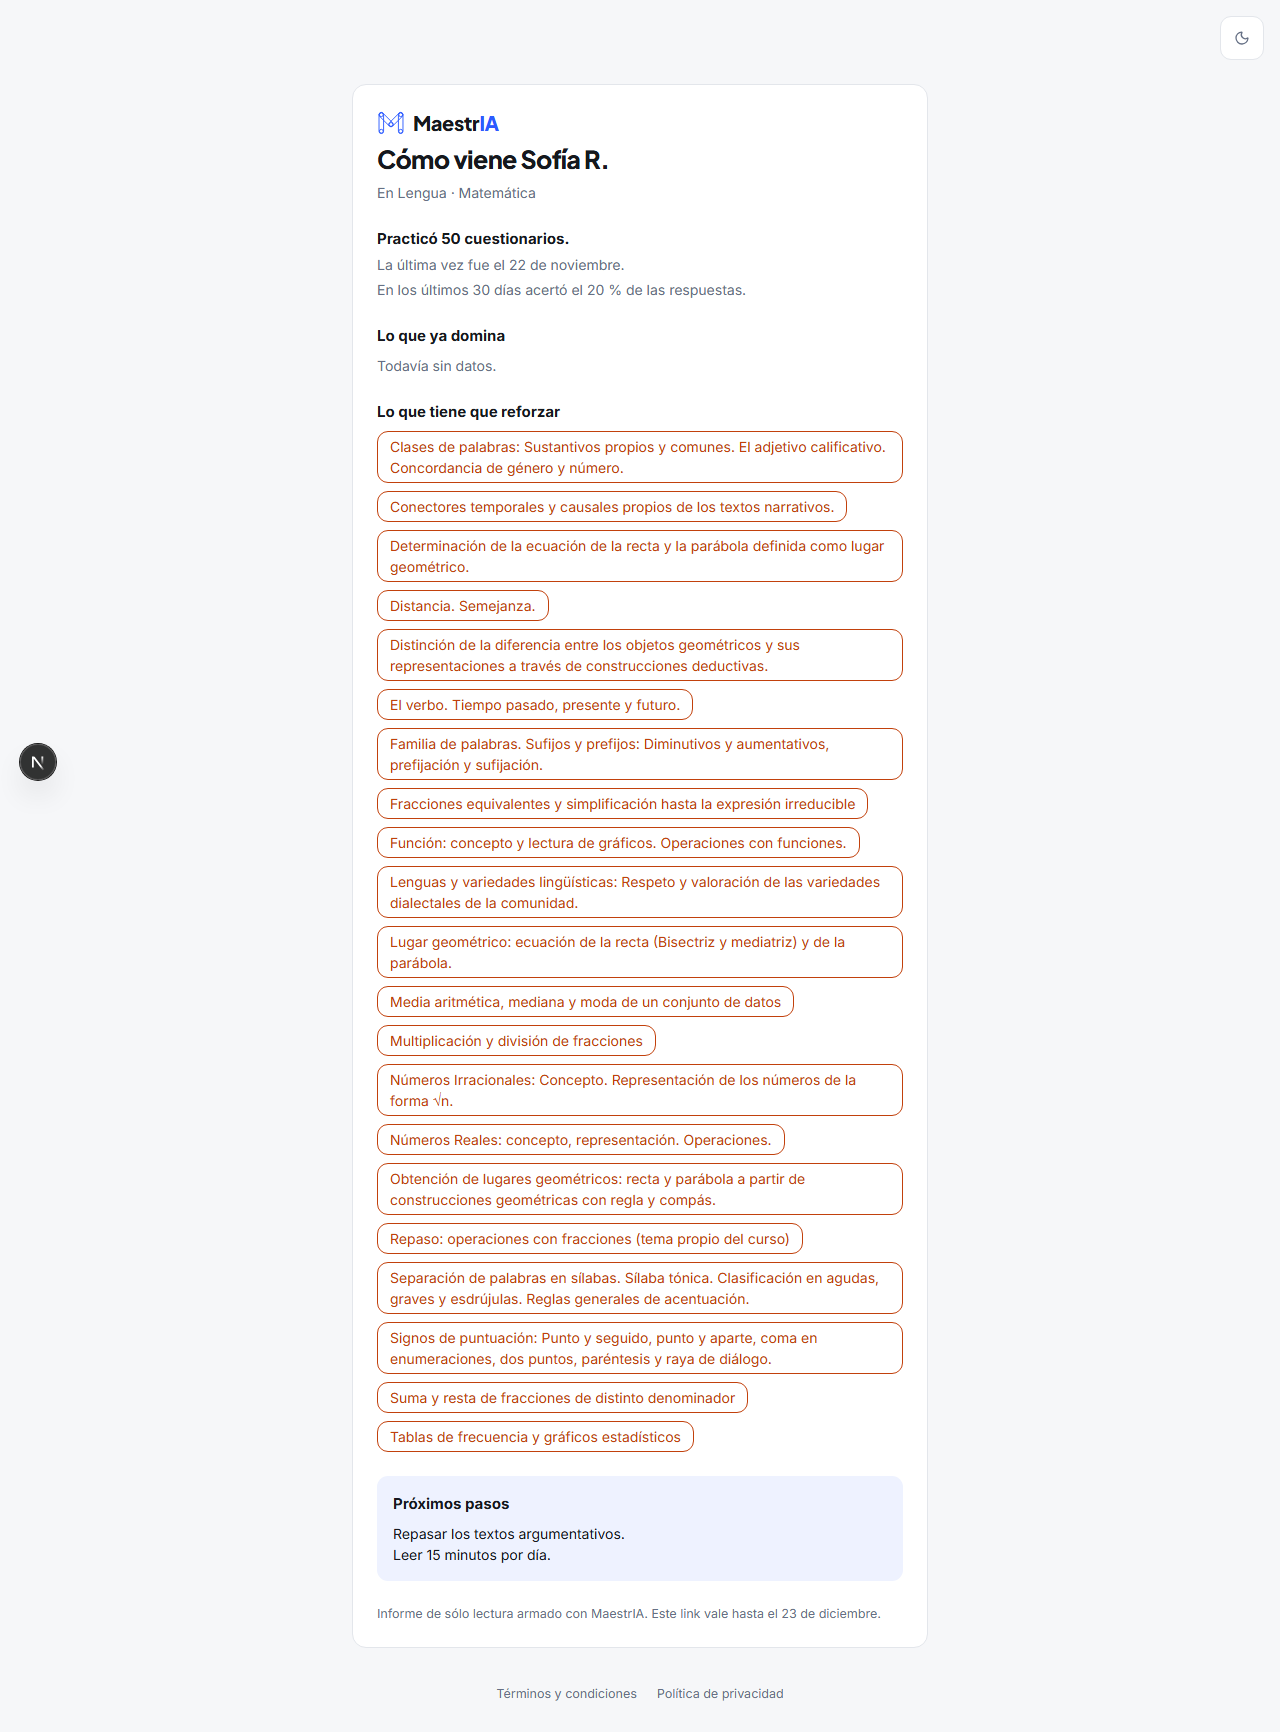 MaestrIA
Cómo viene Sofía R.
En Lengua · Matemática
Practicó 50 cuestionarios.
La última vez fue el 22 de noviembre.
En los últimos 30 días acertó el 20 % de las respuestas.
Lo que ya domina
Todavía sin datos.
Lo que tiene que reforzar
Clases de palabras: Sustantivos propios y comunes. El adjetivo calificativo.
Concordancia de género y número.
Conectores temporales y causales propios de los textos narrativos.
Determinación de la ecuación de la recta y la parábola definida como lugar
geométrico.
Distancia. Semejanza.
Distinción de la diferencia entre los objetos geométricos y sus
representaciones a través de construcciones deductivas.
El verbo. Tiempo pasado, presente y futuro.
Familia de palabras. Sufijos y prefijos: Diminutivos y aumentativos,
prefijación y sufijación.
Fracciones equivalentes y simplificación hasta la expresión irreducible
Función: concepto y lectura de gráficos. Operaciones con funciones.
Lenguas y variedades lingüísticas: Respeto y valoración de las variedades
dialectales de la comunidad.
Lugar geométrico: ecuación de la recta (Bisectriz y mediatriz) y de la
parábola.
Media aritmética, mediana y moda de un conjunto de datos
Multiplicación y división de fracciones
Números Irracionales: Concepto. Representación de los números de la
forma √n.
Números Reales: concepto, representación. Operaciones.
Obtención de lugares geométricos: recta y parábola a partir de
construcciones geométricas con regla y compás.
Repaso: operaciones con fracciones (tema propio del curso)
Separación de palabras en sílabas. Sílaba tónica. Clasificación en agudas,
graves y esdrújulas. Reglas generales de acentuación.
Signos de puntuación: Punto y seguido, punto y aparte, coma en
enumeraciones, dos puntos, paréntesis y raya de diálogo.
Suma y resta de fracciones de distinto denominador
Tablas de frecuencia y gráficos estadísticos
Próximos pasos
Repasar los textos argumentativos.
Leer 15 minutos por día.
Informe de sólo lectura armado con MaestrIA. Este link vale hasta el 23 de diciembre.
Términos y condiciones Política de privacidad